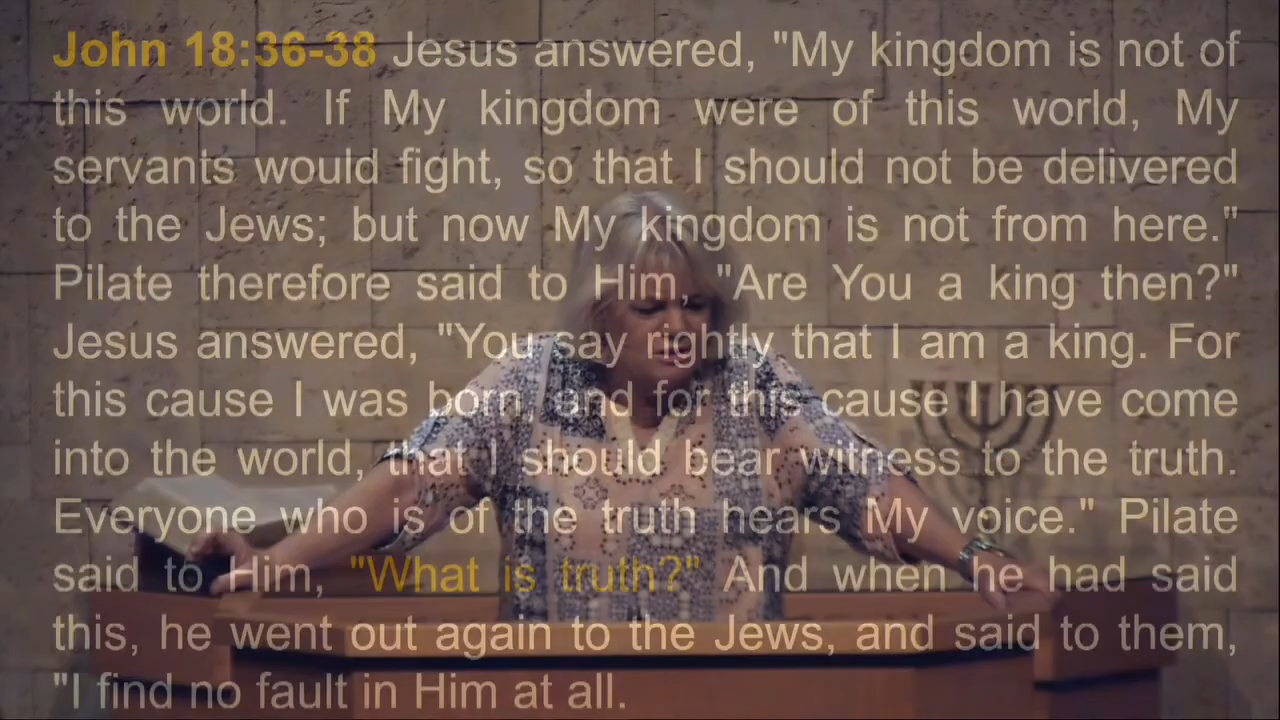 John 18:36-38 Jesus answered, "My kingdom is not of
this world. If My kingdom were of this world, My
servants would fight, so that I should not be delivered
to the Jews; but now My kingdom is not from here."
Pilate therefore said to Him, "Are You a king then?"
Jesus answered, "You say rightly that I am a king. For
this cause I was born, and for this cause I have come
into the world, that I should bear witness to the truth.
Everyone who is of the truth hears My voice." Pilate
said to Him, "What is truth?" And when he had said
this, he went out again to the Jews, and said to them,
"I find no fault in Him at all.